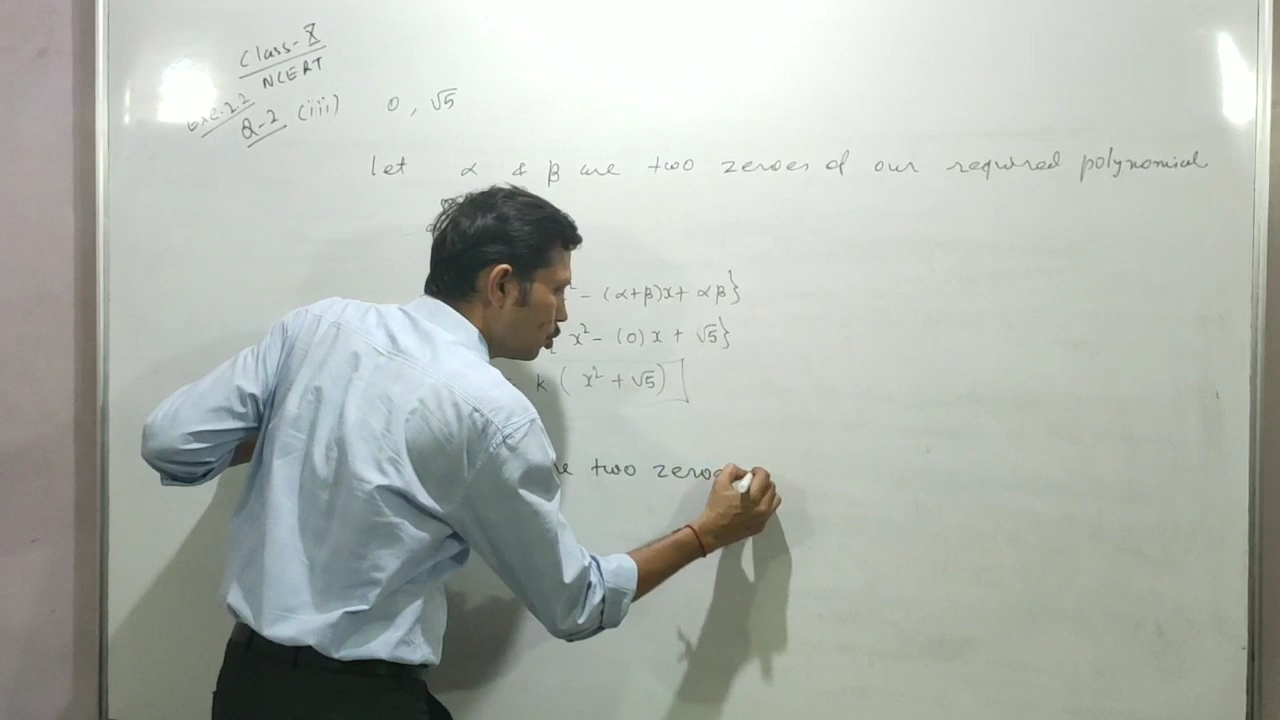 Class-X
NCERT
Exe.2.2
Q-2 (iii) 0, √5
let α & β are two zeroes of our required polynomial
- (α+β)x + αβ}
x² - (0)x + √5}
k ( x² + √5)
two zeroe